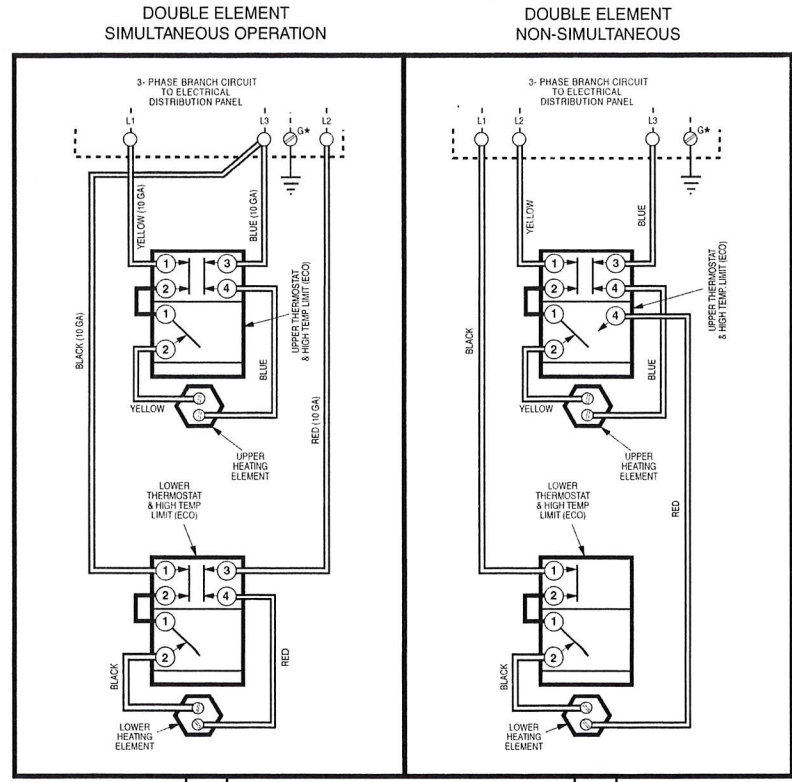 DOUBLE ELEMENT
SIMULTANEOUS OPERATION
3- PHASE BRANCH CIRCUIT
TO ELECTRICAL
DISTRIBUTION PANEL
L1
L3
G*
L2
YELLOW (10 GA)
BLUE (10 GA)
1
3
2
4
1
2
UPPER THERMOSTAT
& HIGH TEMP LIMIT (ECO)
BLACK (10 GA)
BLUE
YELLOW
RED (10 GA)
UPPER
HEATING
ELEMENT
LOWER
THERMOSTAT
& HIGH TEMP
LIMIT (ECO)
1
3
2
4
1
2
BLACK
RED
LOWER
HEATING
ELEMENT
DOUBLE ELEMENT
NON-SIMULTANEOUS
3- PHASE BRANCH CIRCUIT
TO ELECTRICAL
DISTRIBUTION PANEL
L1
L2
L3
G*
YELLOW
BLUE
1
3
2
4
1
4
2
UPPER THERMOSTAT
& HIGH TEMP LIMIT (ECO)
BLACK
BLUE
YELLOW
UPPER
HEATING
ELEMENT
RED
LOWER
THERMOSTAT
& HIGH TEMP
LIMIT (ECO)
1
2
1
2
BLACK
LOWER
HEATING
ELEMENT